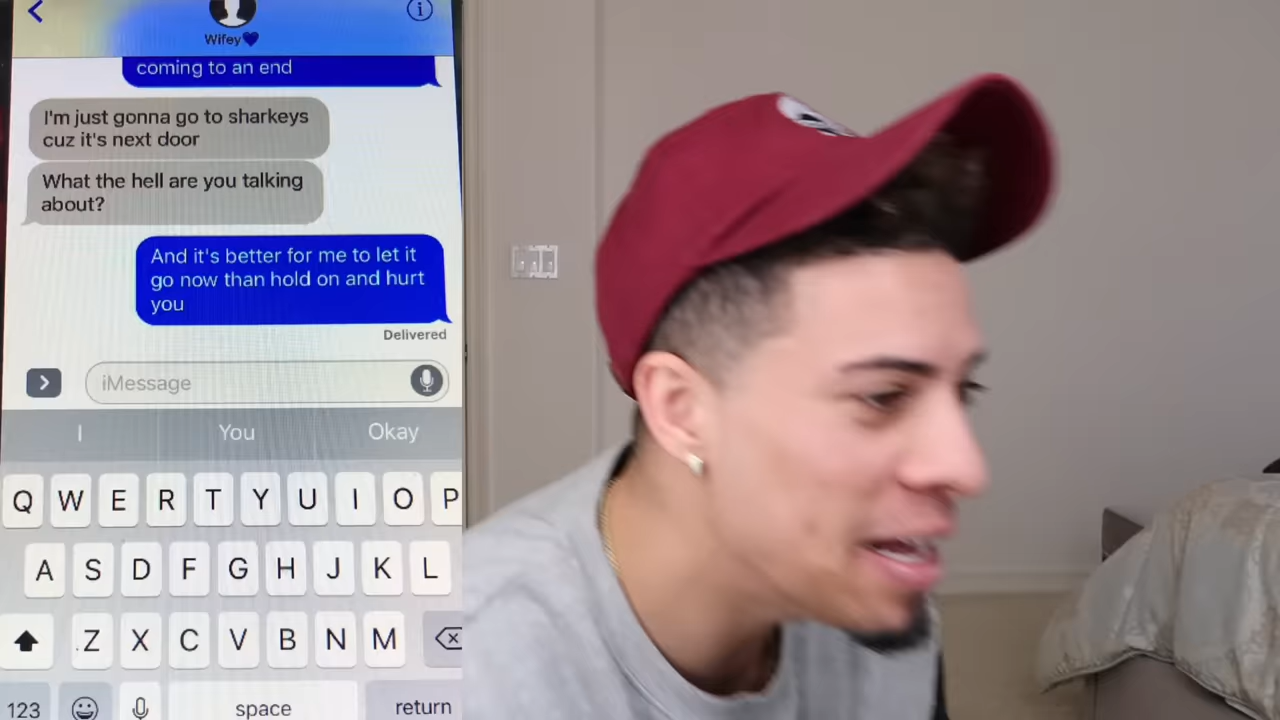 Wifey💙
coming to an end
I'm just gonna go to sharkeys
cuz it's next door
What the hell are you talking
about?
And it's better for me to let it
go now than hold on and hurt
you
Delivered
iMessage
I You Okay
Q W E R T Y U I O P
A S D F G H J K L
Z X C V B N M
123 space return